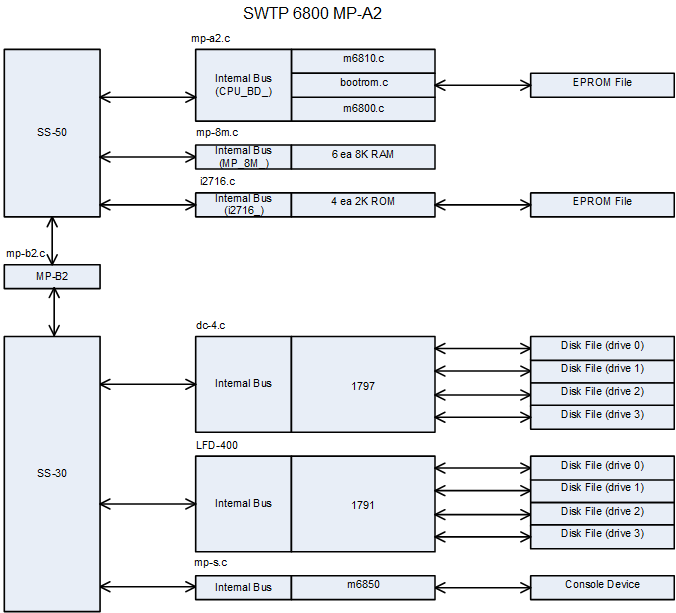 SWTP 6800 MP-A2
mp-a2.c
Internal Bus
(CPU_BD_)
m6810.c
bootrom.c
m6800.c
EPROM File
SS-50
mp-8m.c
Internal Bus
(MP_8M_)
6 ea 8K RAM
i2716.c
Internal Bus
(i2716_)
4 ea 2K ROM
EPROM File
mp-b2.c
MP-B2
dc-4.c
Internal Bus
1797
Disk File (drive 0)
Disk File (drive 1)
Disk File (drive 2)
Disk File (drive 3)
SS-30
LFD-400
Internal Bus
1791
Disk File (drive 0)
Disk File (drive 1)
Disk File (drive 2)
Disk File (drive 3)
mp-s.c
Internal Bus
m6850
Console Device